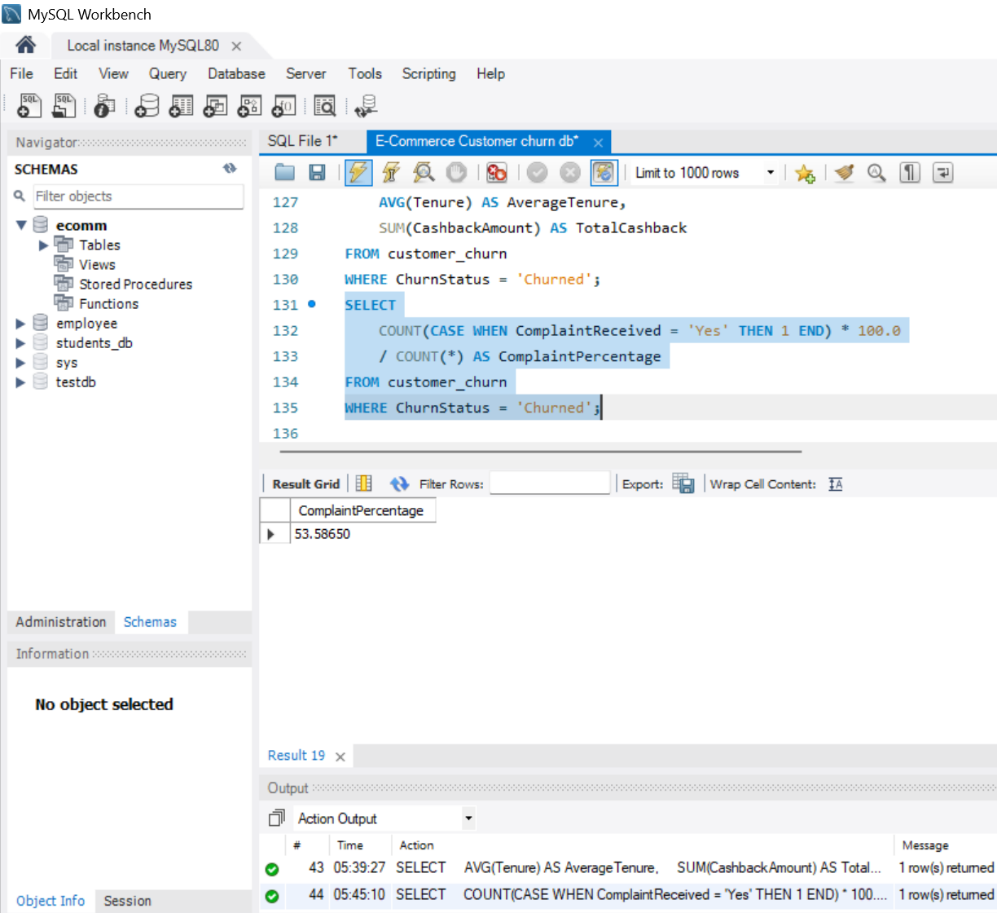 MySQL Workbench
Local instance MySQL80
File Edit View Query Database Server Tools Scripting Help
Navigator
SCHEMAS
Filter objects
ecomm
Tables
Views
Stored Procedures
Functions
employee
students_db
sys
testdb
Administration Schemas
Information
No object selected
Object Info Session
SQL File 1* E-Commerce Customer churn db*
Limit to 1000 rows
127 AVG(Tenure) AS AverageTenure,
128 SUM(CashbackAmount) AS TotalCashback
129 FROM customer_churn
130 WHERE ChurnStatus = 'Churned';
131 SELECT
132 COUNT(CASE WHEN ComplaintReceived = 'Yes' THEN 1 END) * 100.0
133 / COUNT(*) AS ComplaintPercentage
134 FROM customer_churn
135 WHERE ChurnStatus = 'Churned';
136
Result Grid Filter Rows: Export: Wrap Cell Content:
ComplaintPercentage
53.58650
Result 19
Output
Action Output
# Time Action Message
43 05:39:27 SELECT AVG(Tenure) AS AverageTenure, SUM(CashbackAmount) AS Total... 1 row(s) returned
44 05:45:10 SELECT COUNT(CASE WHEN ComplaintReceived = 'Yes' THEN 1 END) * 100.... 1 row(s) returned